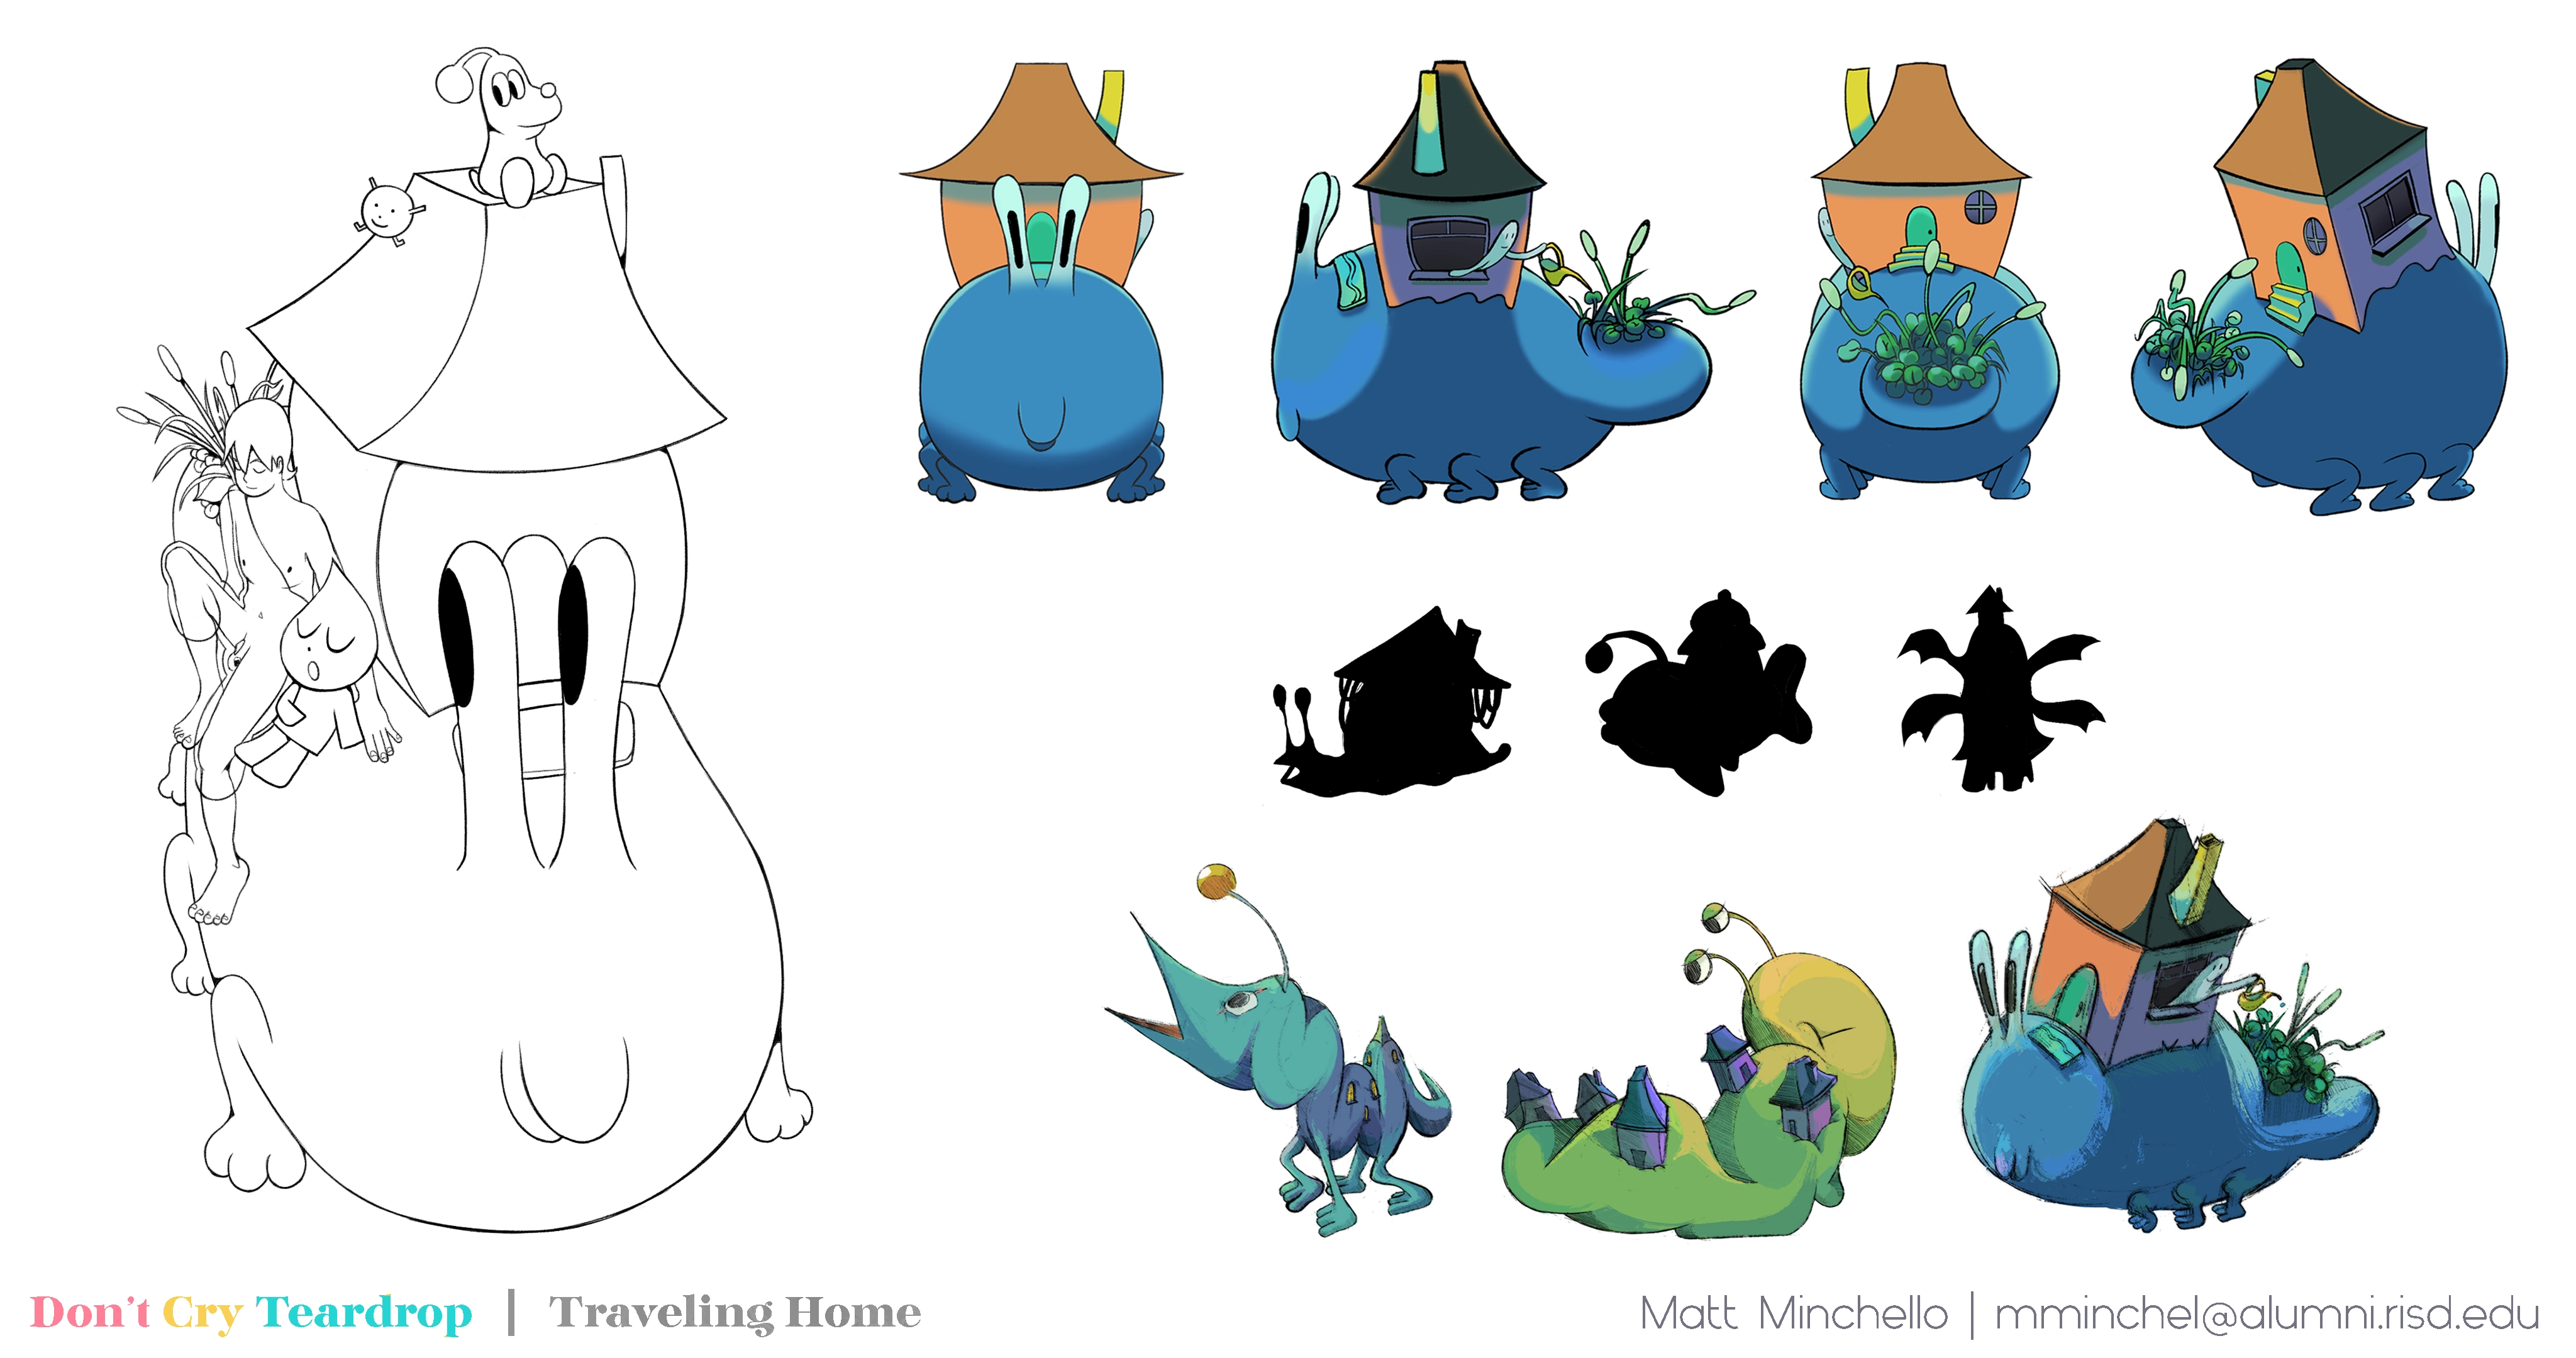 Don't Cry Teardrop | Traveling Home
Matt Minchello | mminchel@alumni.risd.edu